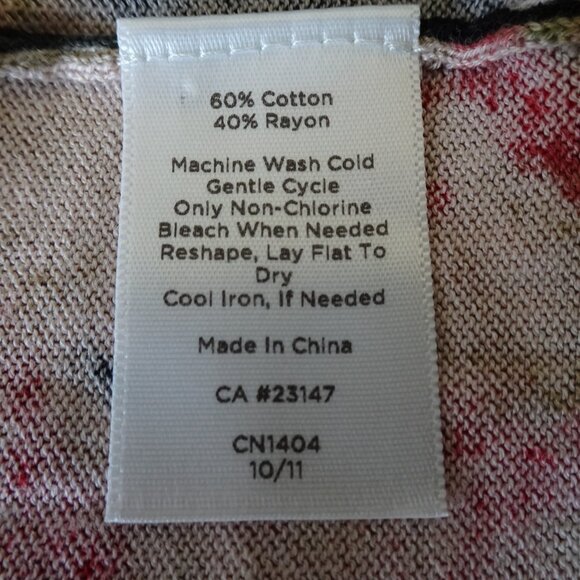 60% Cotton
40% Rayon
Machine Wash Cold
Gentle Cycle
Only Non-Chlorine
Bleach When Needed
Reshape, Lay Flat To
Dry
Cool Iron, If Needed
Made In China
CA #23147
CN1404
10/11